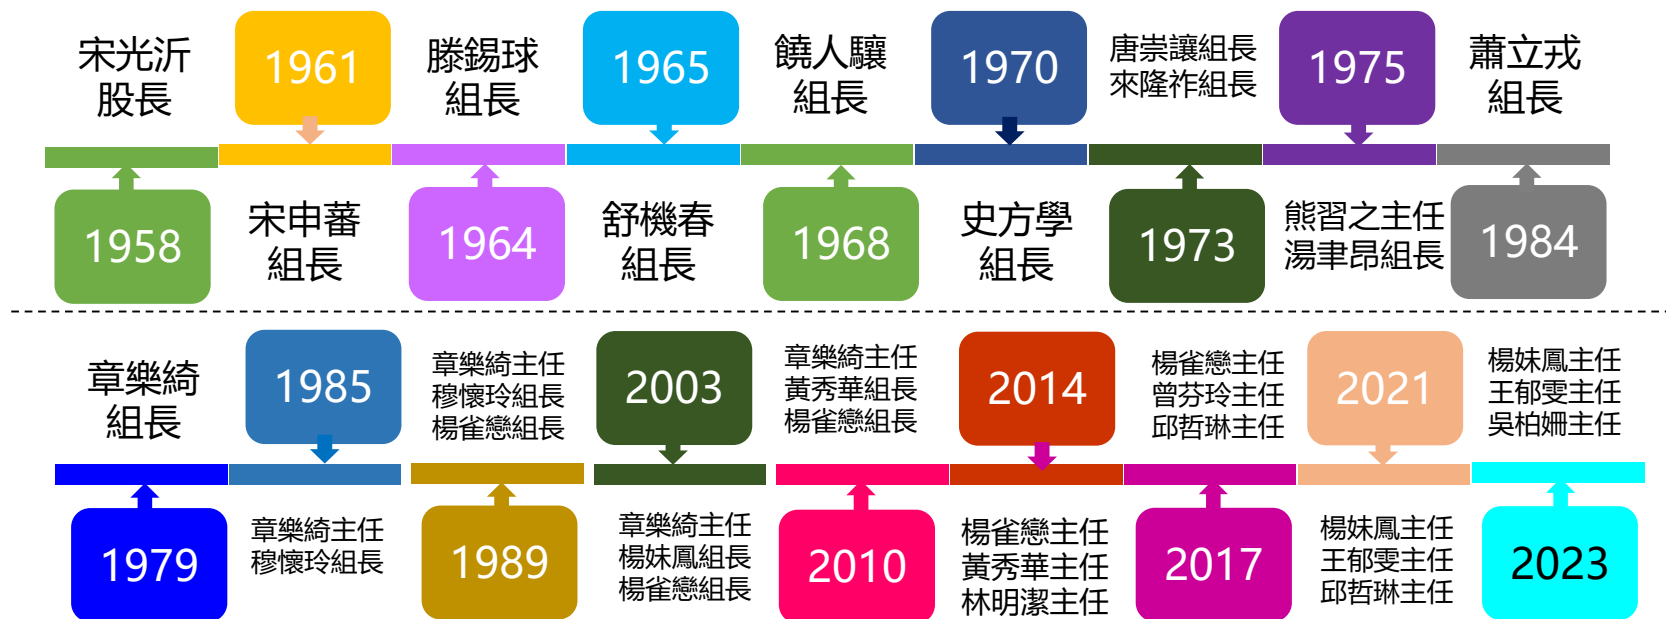 宋光沂
股長
1961
滕錫球
組長
1965
饒人驤
組長
1970
唐崇讓組長
來隆祚組長
1975
蕭立戎
組長
1958
宋申蕃
組長
1964
舒機春
組長
1968
史方學
組長
1973
熊習之主任
湯聿昂組長
1984
章樂綺
組長
1985
章樂綺主任
穆懷玲組長
楊雀戀組長
2003
章樂綺主任
黃秀華組長
楊雀戀組長
2014
楊雀戀主任
曾芬玲主任
邱哲琳主任
2021
楊妹鳳主任
王郁雯主任
吳柏姍主任
1979
章樂綺主任
穆懷玲組長
1989
章樂綺主任
楊妹鳳組長
楊雀戀組長
2010
楊雀戀主任
黃秀華主任
林明潔主任
2017
楊妹鳳主任
王郁雯主任
邱哲琳主任
2023